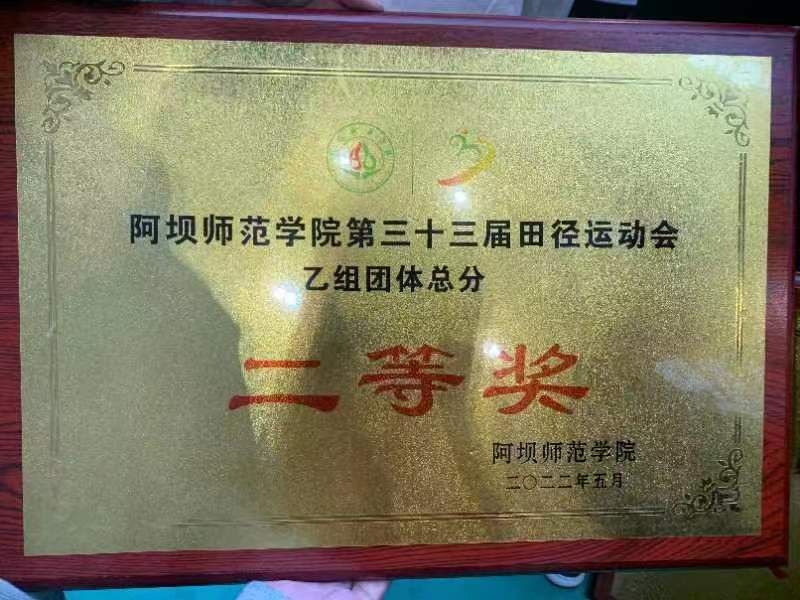 阿坝师范学院第三十三届田径运动会
乙组团体总分
二等奖
阿坝师范学院
二〇二二年五月